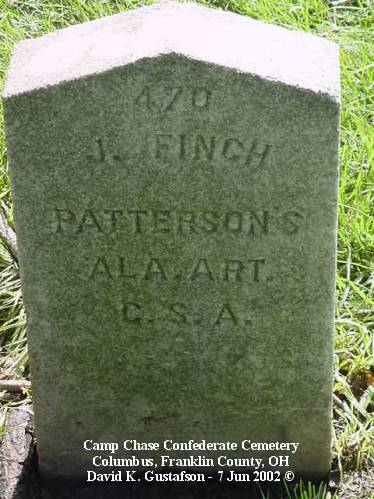 470
J. FINCH
PATTERSON'S
ALA. ART.
C. S. A.
Camp Chase Confederate Cemetery
Columbus, Franklin County, OH
David K. Gustafson - 7 Jun 2002 ©